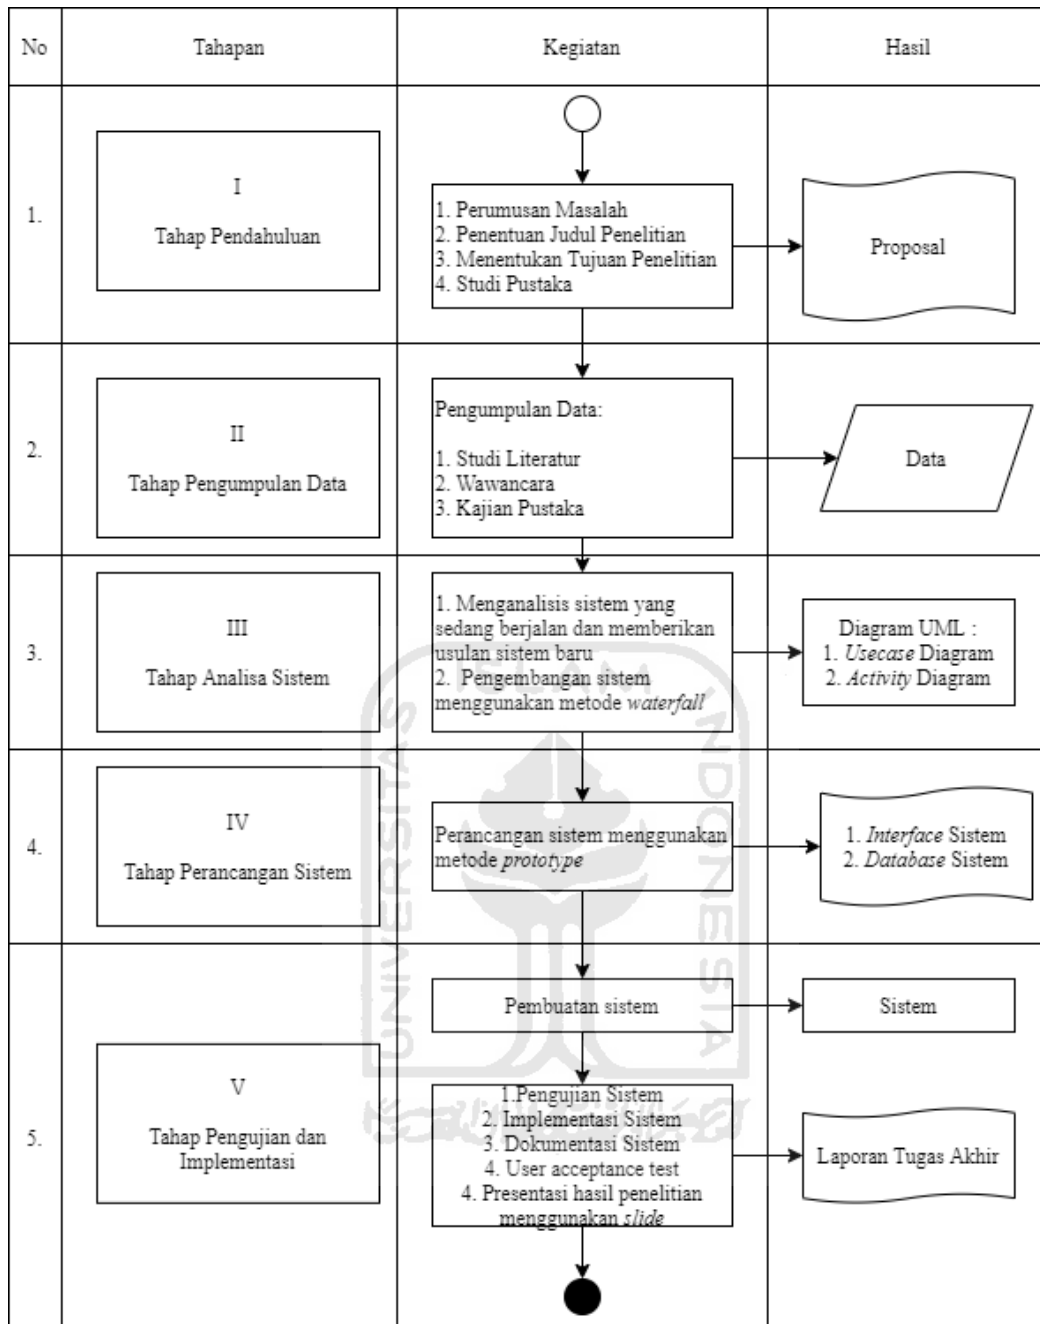 No
Tahapan
Kegiatan
Hasil
1.
I
Tahap Pendahuluan
1. Perumusan Masalah
2. Penentuan Judul Penelitian
3. Menentukan Tujuan Penelitian
4. Studi Pustaka
Proposal
2.
II
Tahap Pengumpulan Data
Pengumpulan Data:
1. Studi Literatur
2. Wawancara
3. Kajian Pustaka
Data
3.
III
Tahap Analisa Sistem
1. Menganalisis sistem yang
sedang berjalan dan memberikan
usulan sistem baru
2. Pengembangan sistem
menggunakan metode waterfall
Diagram UML :
1. Usecase Diagram
2. Activity Diagram
4.
IV
Tahap Perancangan Sistem
Perancangan sistem menggunakan
metode prototype
1. Interface Sistem
2. Database Sistem
5.
V
Tahap Pengujian dan
Implementasi
Pembuatan sistem
Sistem
1.Pengujian Sistem
2. Implementasi Sistem
3. Dokumentasi Sistem
4. User acceptance test
4. Presentasi hasil penelitian
menggunakan slide
Laporan Tugas Akhir
UNIVERSITAS
ISLAM
INDONESIA